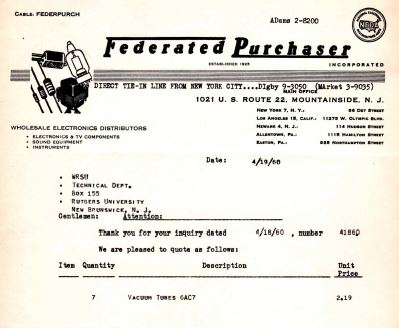 CABLE: FEDERPURCH
ADams 2-8200
Federated Purchaser
ESTABLISHED 1925
INCORPORATED
DIRECT TIE-IN LINE FROM NEW YORK CITY....DIgby 9-3050 (MArket 3-9035)
MAIN OFFICE
1021 U. S. ROUTE 22, MOUNTAINSIDE, N. J.
NEW YORK 7, N. Y.: 66 DEY STREET
LOS ANGELES 15, CALIF.: 11275 W. OLYMPIC BLVD.
NEWARK 4, N. J.: 114 HUDSON STREET
ALLENTOWN, PA.: 1115 HAMILTON STREET
EASTON, PA.: 925 NORTHAMPTON STREET
WHOLESALE ELECTRONICS DISTRIBUTORS
• ELECTRONICS & TV COMPONENTS
• SOUND EQUIPMENT
• INSTRUMENTS
Date: 4/19/60
• WRSU
• TECHNICAL DEPT.
• BOX 155
• RUTGERS UNIVERSITY
NEW BRUNSWICK, N. J.
Gentlemen: Attention:
Thank you for your inquiry dated 4/18/60 , number 4186D
We are pleased to quote as follows:
Item Quantity Description Unit
Price
7 VACUUM TUBES 6AC7 2.19